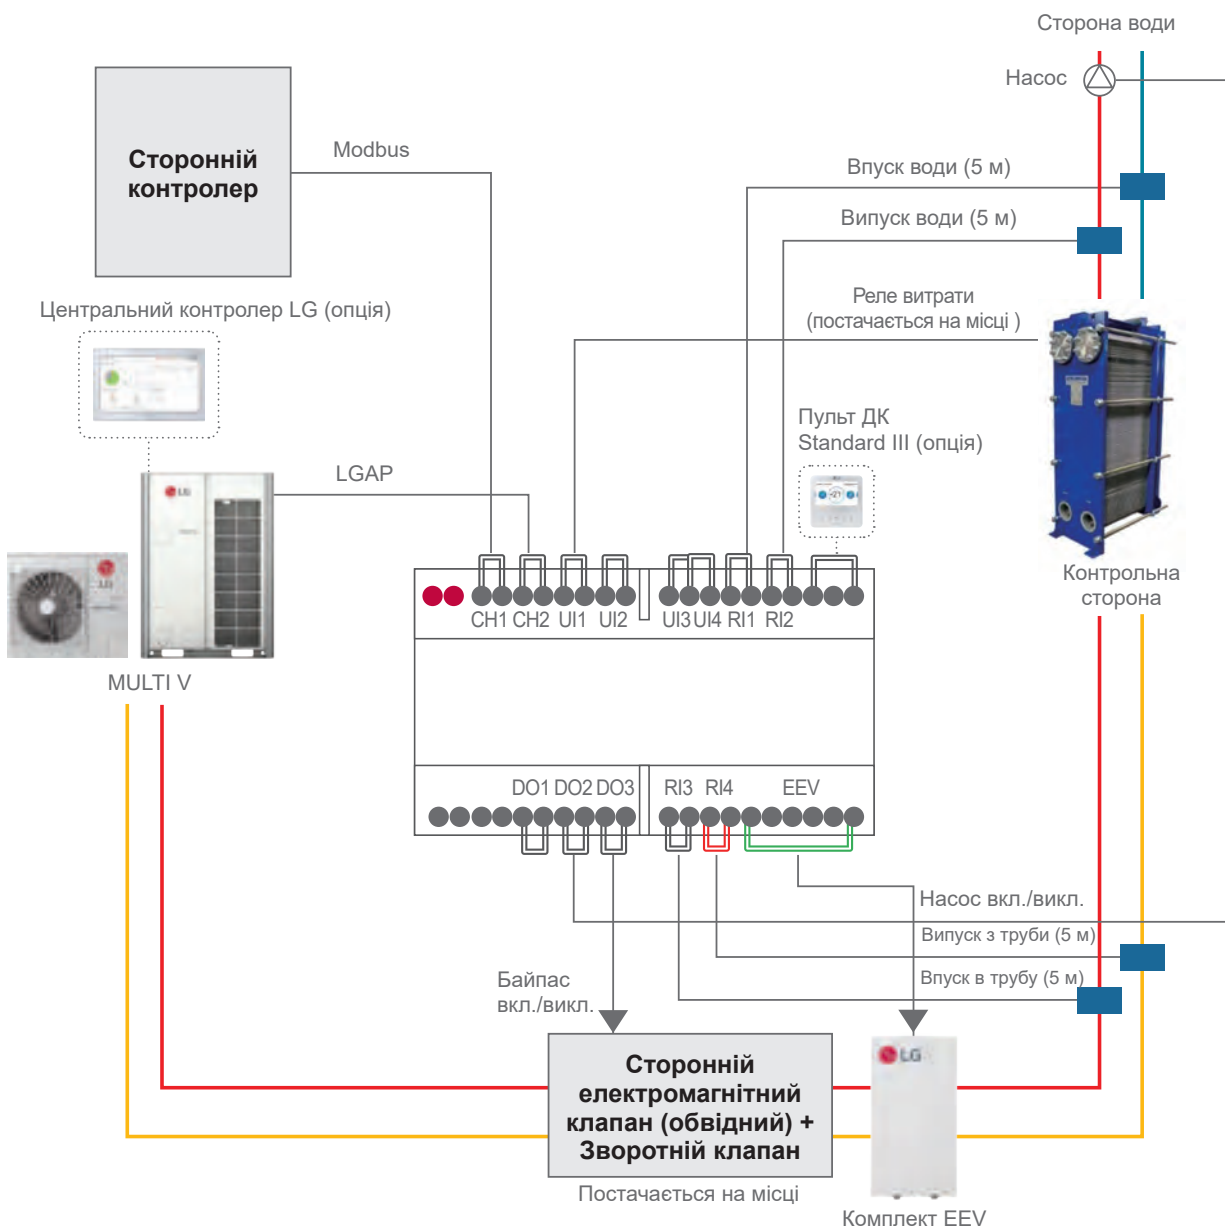 Сторона води
Насос
Сторонній
контролер
Modbus
Впуск води (5 м)
Випуск води (5 м)
Центральний контролер LG (опція)
Реле витрати
(постачається на місці )
Пульт ДК
Standard III (опція)
LGAP
LG
LG
MULTI V
Контрольна
сторона
CH1 CH2 UI1 UI2 UI3 UI4 RI1 RI2
DO1 DO2 DO3 RI3 RI4 EEV
Насос вкл./викл.
Випуск з труби (5 м)
Впуск в трубу (5 м)
Байпас
вкл./викл.
Сторонній
електромагнітний
клапан (обвідний) +
Зворотній клапан
LG
Постачається на місці
Комплект EEV